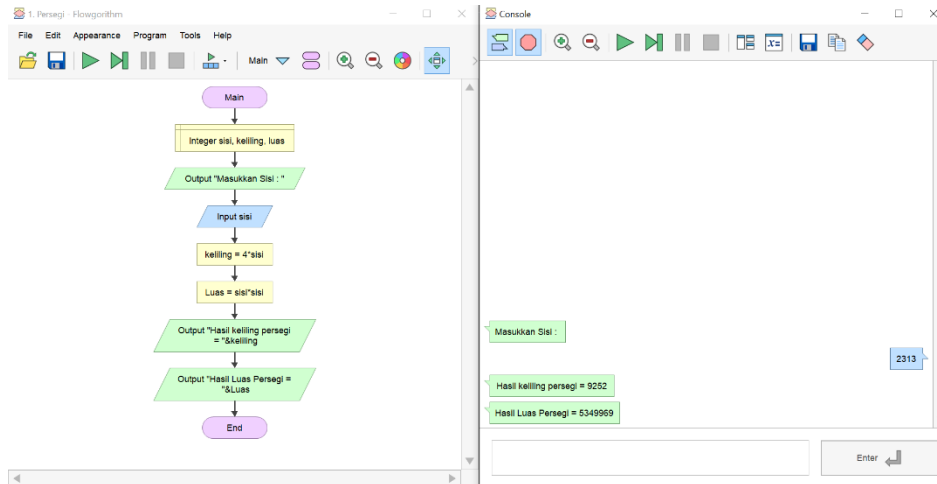 1. Persegi - Flowgorithm
File Edit Appearance Program Tools Help
Main
Main
Integer sisi, keliling, luas
Output "Masukkan Sisi : "
Input sisi
keliling = 4*sisi
Luas = sisi*sisi
Output "Hasil keliling persegi
= "&keliling
Output "Hasil Luas Persegi =
"&Luas
End
Console
x=
Masukkan Sisi :
2313
Hasil keliling persegi = 9252
Hasil Luas Persegi = 5349969
Enter